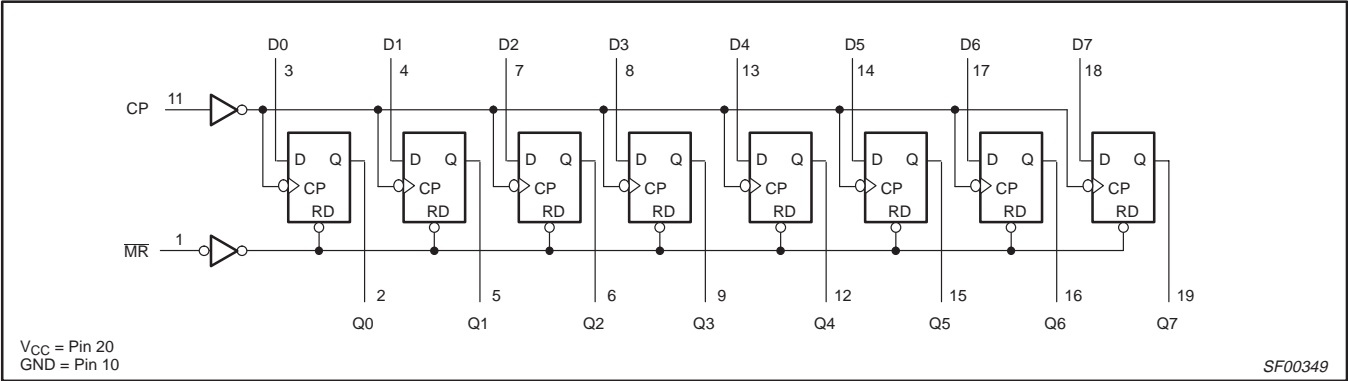 D0 D1 D2 D3 D4 D5 D6 D7
3 4 7 8 13 14 17 18
CP 11
D Q D Q D Q D Q D Q D Q D Q D Q
CP CP CP CP CP CP CP CP
RD RD RD RD RD RD RD RD
M̅R̅ 1
2 5 6 9 12 15 16 19
Q0 Q1 Q2 Q3 Q4 Q5 Q6 Q7
VCC = Pin 20
GND = Pin 10
SF00349